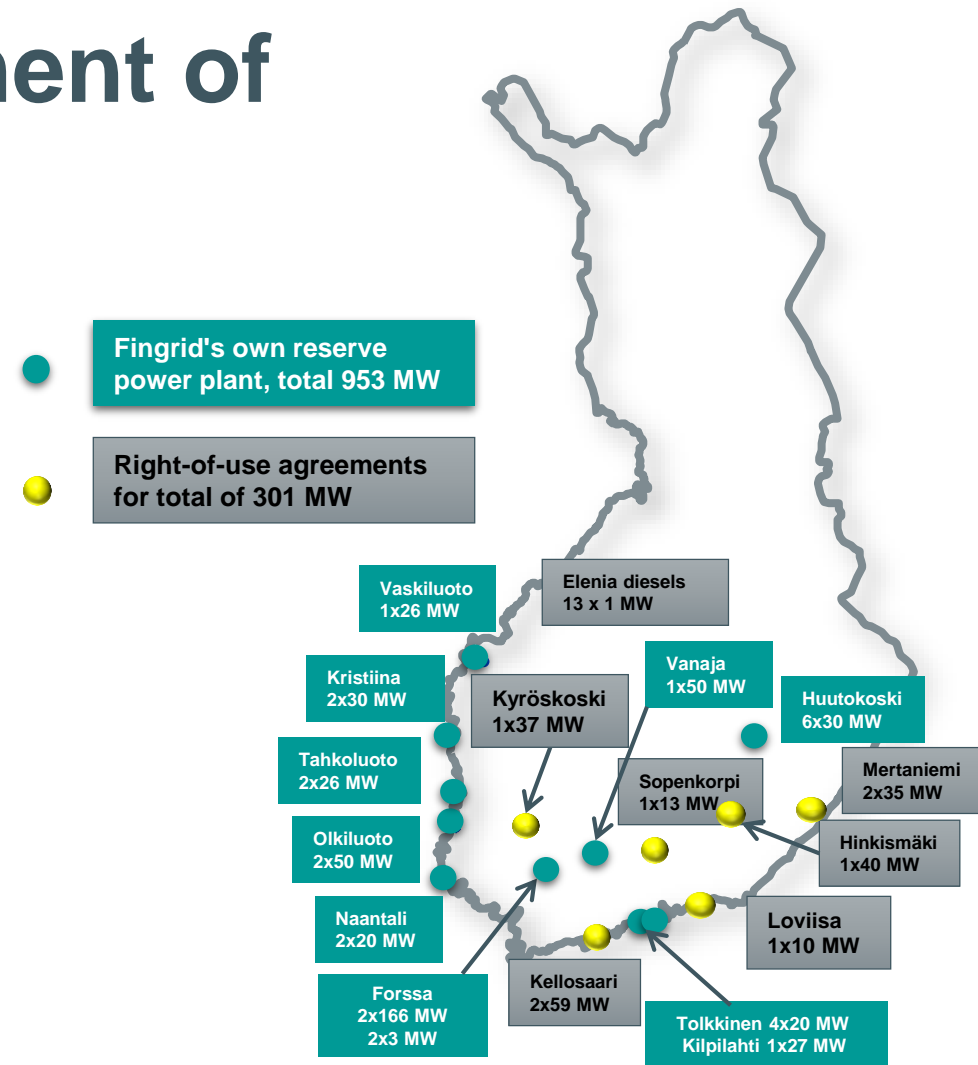 nent of
Fingrid's own reserve
power plant, total 953 MW
Right-of-use agreements
for total of 301 MW
Vaskiluoto
1x26 MW
Elenia diesels
13 x 1 MW
Kristiina
2x30 MW
Kyröskoski
1x37 MW
Vanaja
1x50 MW
Huutokoski
6x30 MW
Tahkoluoto
2x26 MW
Sopenkorpi
1x13 MW
Mertaniemi
2x35 MW
Olkiluoto
2x50 MW
Hinkismäki
1x40 MW
Naantali
2x20 MW
Loviisa
1x10 MW
Forssa
2x166 MW
2x3 MW
Kellosaari
2x59 MW
Tolkkinen 4x20 MW
Kilpilahti 1x27 MW